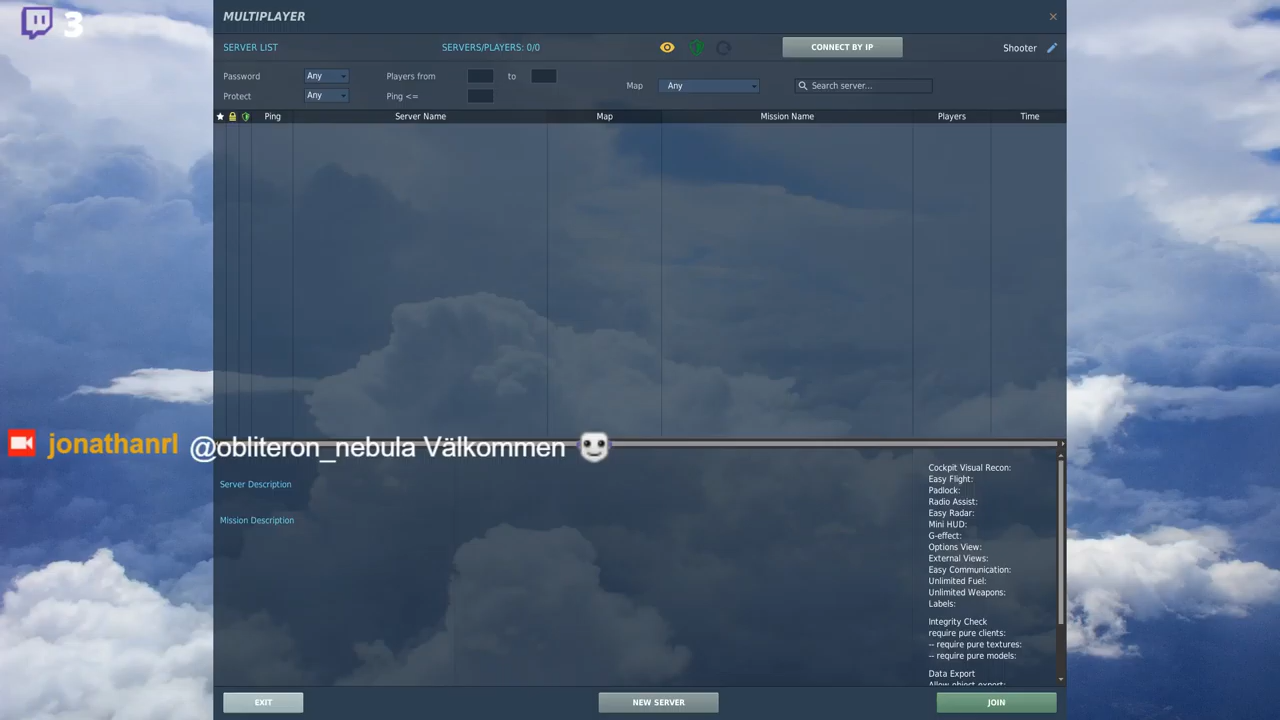 3
MULTIPLAYER
SERVER LIST
SERVERS/PLAYERS: 0/0
CONNECT BY IP
Shooter
Password
Any
Players from
to
Protect
Any
Ping <=
Map
Any
Search server...
Ping
Server Name
Map
Mission Name
Players
Time
jonathanrl @obliteron_nebula Välkommen
Server Description
Mission Description
Cockpit Visual Recon:
Easy Flight:
Padlock:
Radio Assist:
Easy Radar:
Mini HUD:
G-effect:
Options View:
External Views:
Easy Communication:
Unlimited Fuel:
Unlimited Weapons:
Labels:
Integrity Check
require pure clients:
-- require pure textures:
-- require pure models:
Data Export
Allow object export:
EXIT
NEW SERVER
JOIN